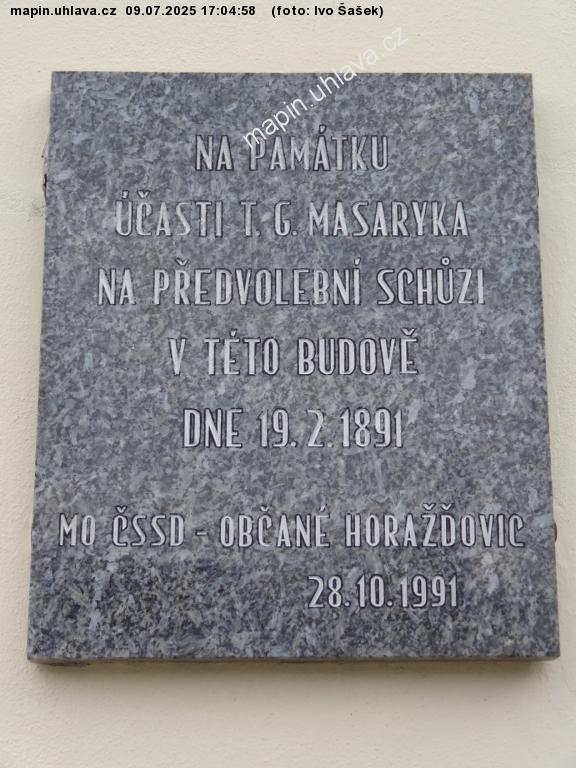 mapin.uhlava.cz 09.07.2025 17:04:58 (foto: Ivo Šašek)
mapin.uhlava.cz
NA PAMÁTKU
ÚČASTI T. G. MASARYKA
NA PŘEDVOLEBNÍ SCHŮZI
V TÉTO BUDOVĚ
DNE 19. 2. 1891
MO ČSSD - OBČANÉ HORAŽĎOVIC
28.10.1991